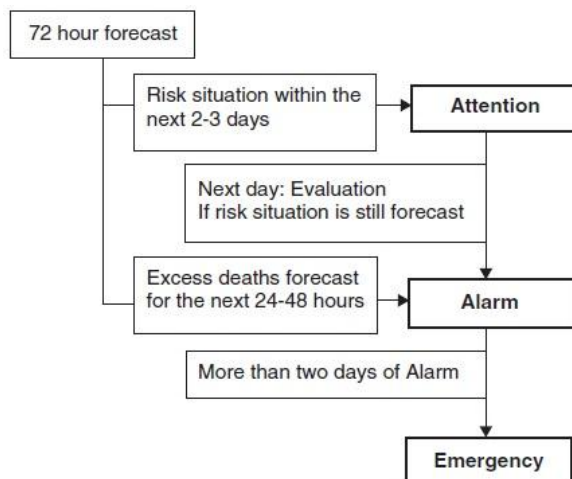 72 hour forecast
Risk situation within the
next 2-3 days
Attention
Next day: Evaluation
If risk situation is still forecast
Excess deaths forecast
for the next 24-48 hours
Alarm
More than two days of Alarm
Emergency